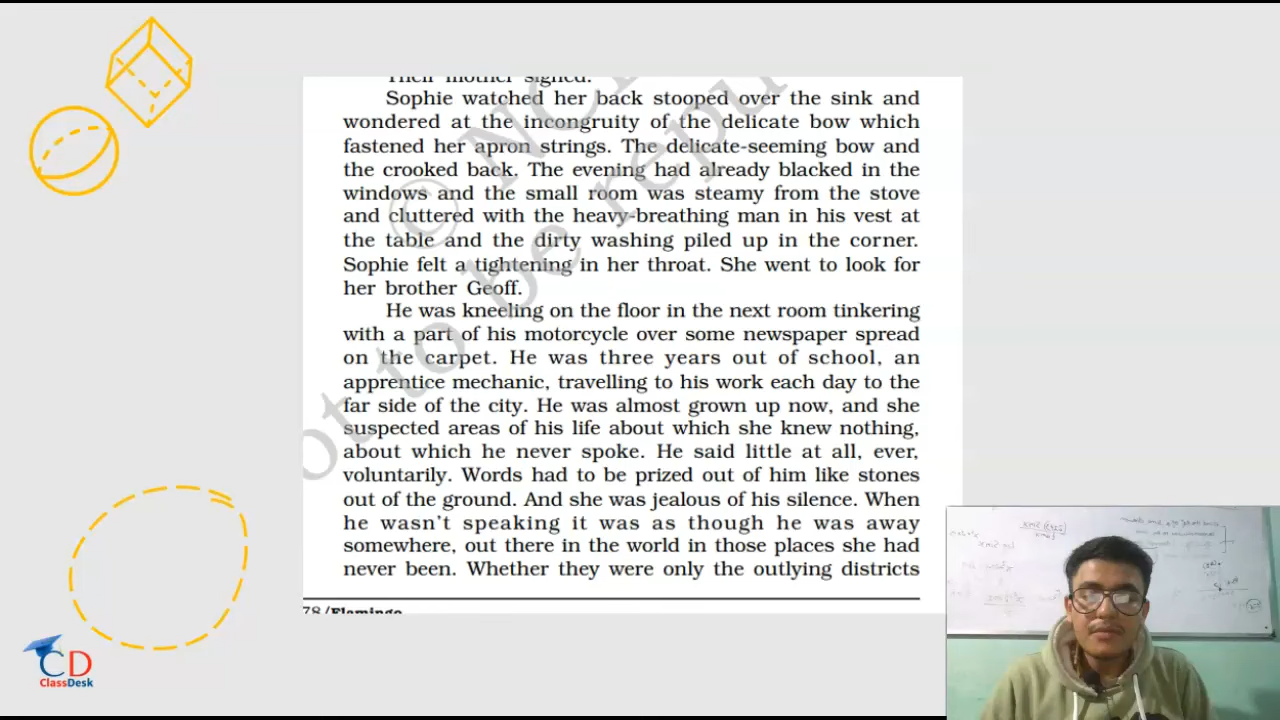 Their mother sighed.
Sophie watched her back stooped over the sink and
wondered at the incongruity of the delicate bow which
fastened her apron strings. The delicate-seeming bow and
the crooked back. The evening had already blacked in the
windows and the small room was steamy from the stove
and cluttered with the heavy-breathing man in his vest at
the table and the dirty washing piled up in the corner.
Sophie felt a tightening in her throat. She went to look for
her brother Geoff.
He was kneeling on the floor in the next room tinkering
with a part of his motorcycle over some newspaper spread
on the carpet. He was three years out of school, an
apprentice mechanic, travelling to his work each day to the
far side of the city. He was almost grown up now, and she
suspected areas of his life about which she knew nothing,
about which he never spoke. He said little at all, ever,
voluntarily. Words had to be prized out of him like stones
out of the ground. And she was jealous of his silence. When
he wasn't speaking it was as though he was away
somewhere, out there in the world in those places she had
never been. Whether they were only the outlying districts
78/Flamingo
© NC
ot to be repu
CD
ClassDesk